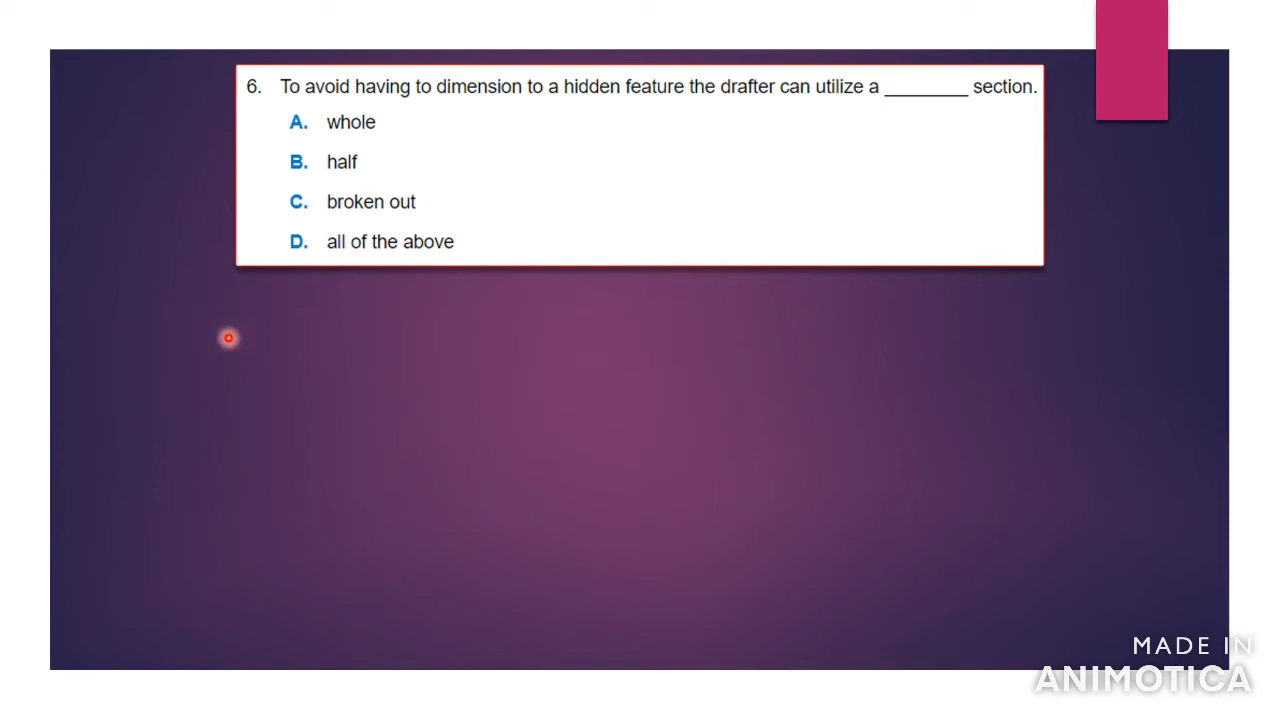 6. To avoid having to dimension to a hidden feature the drafter can utilize a ________ section.
A. whole
B. half
C. broken out
D. all of the above
MADE IN
ANIMOTICA